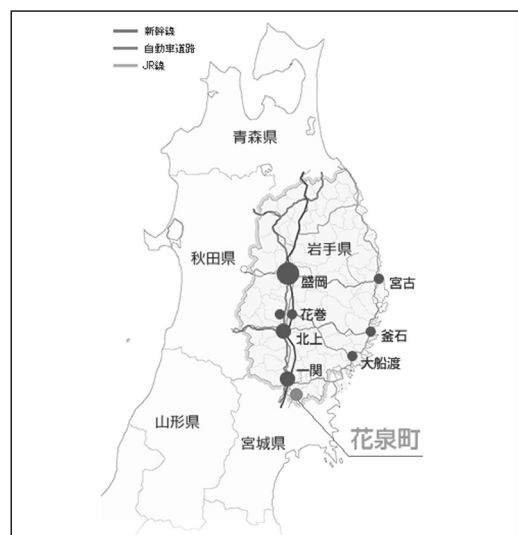 新幹線
自動車道路
JR線
青森県
秋田県
岩手県
盛岡
宮古
花巻
北上
釜石
大船渡
一関
山形県
宮城県
花泉町